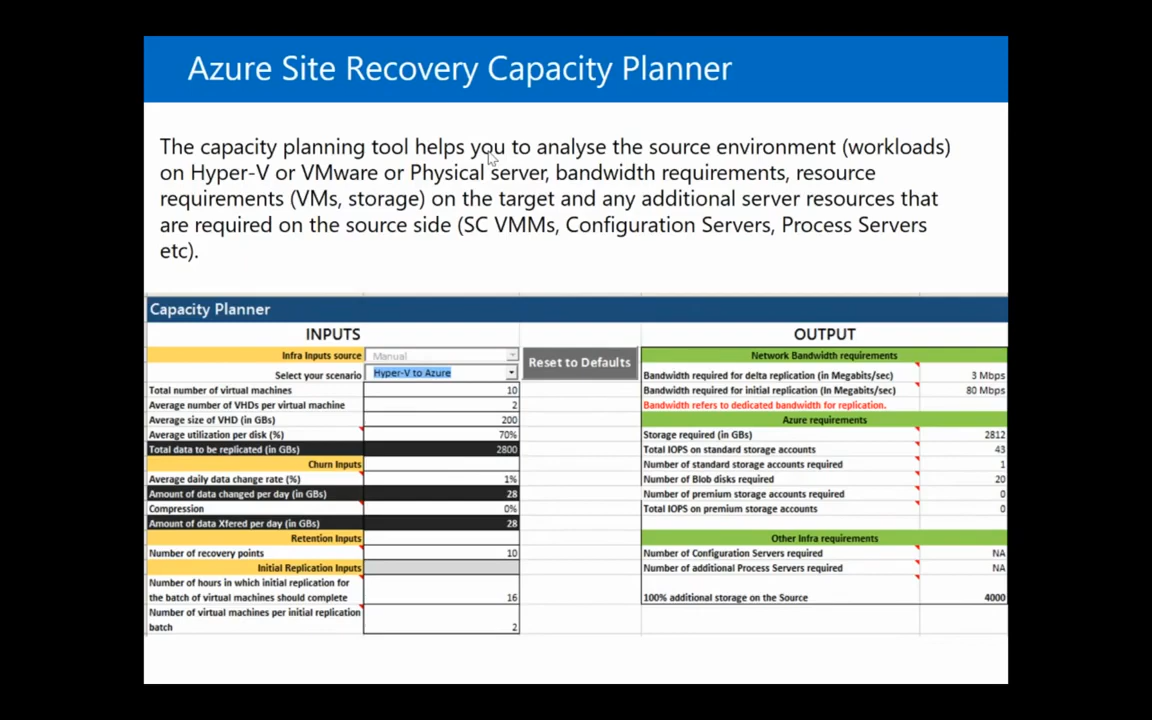 Azure Site Recovery Capacity Planner
The capacity planning tool helps you to analyse the source environment (workloads)
on Hyper-V or VMware or Physical server, bandwidth requirements, resource
requirements (VMs, storage) on the target and any additional server resources that
are required on the source side (SC VMMs, Configuration Servers, Process Servers
etc).
Capacity Planner
INPUTS
Infra Inputs source Manual
Select your scenario Hyper-V to Azure
Reset to Defaults
Total number of virtual machines 10
Average number of VHDs per virtual machine 2
Average size of VHD (in GBs) 200
Average utilization per disk (%) 70%
Total data to be replicated (in GBs) 2800
Churn Inputs
Average daily data change rate (%) 1%
Amount of data changed per day (in GBs) 28
Compression 0%
Amount of data Xfered per day (in GBs) 28
Retention Inputs
Number of recovery points 10
Initial Replication Inputs
Number of hours in which initial replication for
the batch of virtual machines should complete 16
Number of virtual machines per initial replication
batch 2
OUTPUT
Network Bandwidth requirements
Bandwidth required for delta replication (in Megabits/sec) 3 Mbps
Bandwidth required for initial replication (In Megabits/sec) 80 Mbps
Bandwidth refers to dedicated bandwidth for replication.
Azure requirements
Storage required (in GBs) 2812
Total IOPS on standard storage accounts 43
Number of standard storage accounts required 1
Number of Blob disks required 20
Number of premium storage accounts required 0
Total IOPS on premium storage accounts 0
Other Infra requirements
Number of Configuration Servers required NA
Number of additional Process Servers required NA
100% additional storage on the Source 4000